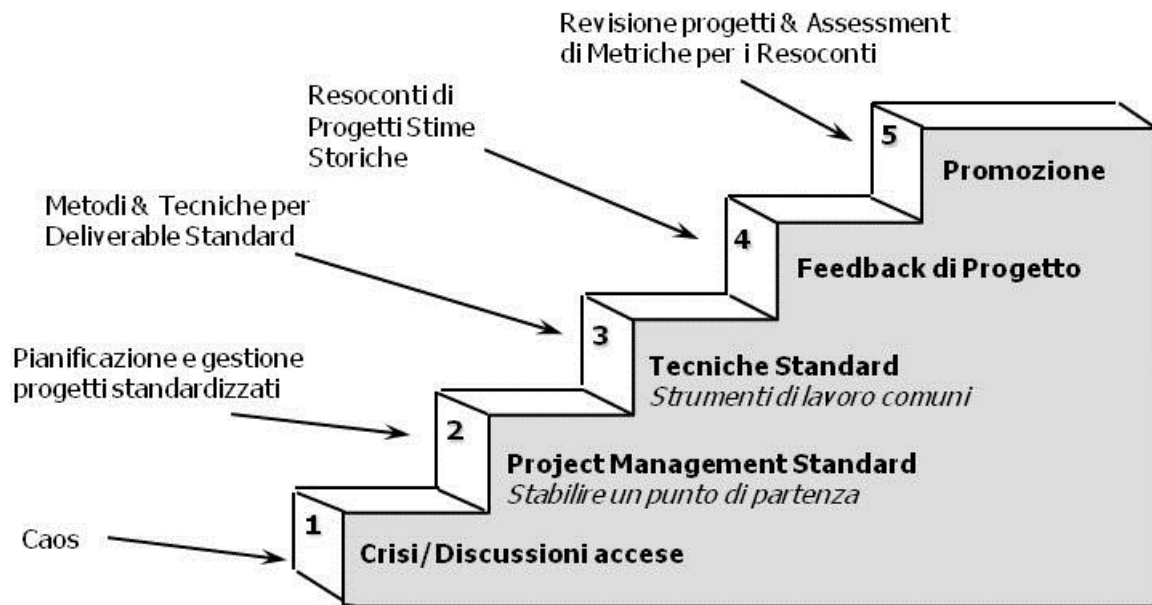 Revisione progetti & Assessment
di Metriche per i Resoconti
Resoconti di
Progetti Stime
Storiche
5
Promozione
Metodi & Tecniche per
Deliverable Standard
4
Feedback di Progetto
Pianificazione e gestione
progetti standardizzati
3
Tecniche Standard
Strumenti di lavoro comuni
2
Project Management Standard
Stabilire un punto di partenza
Caos
1
Crisi/Discussioni accese